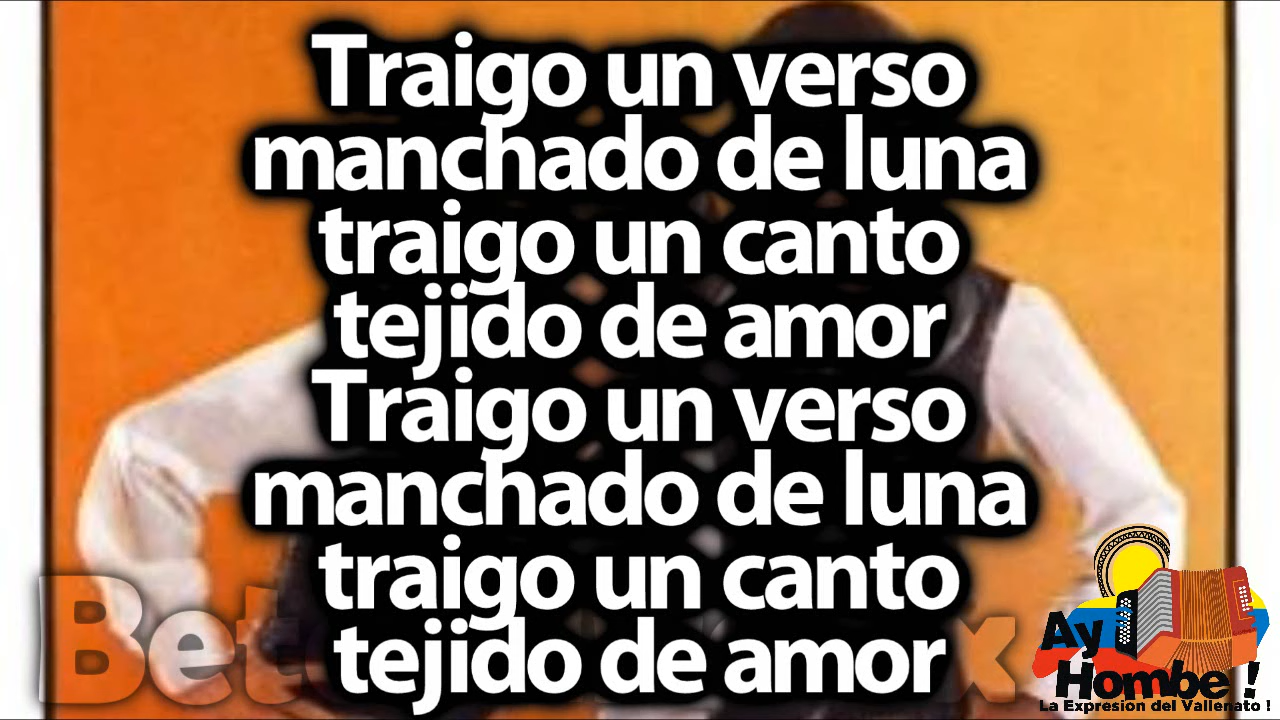 Traigo un verso
manchado de luna
traigo un canto
tejido de amor
Traigo un verso
manchado de luna
traigo un canto
tejido de amor
Ay
Hombe !
La Expresión del Vallenato !